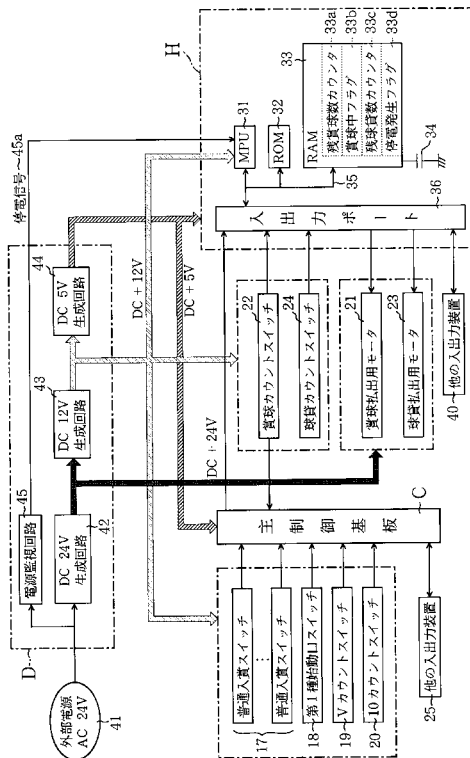 外部電源
AC 24V
41
D
電源監視回路
45
DC 24V
生成回路
42
DC 12V
生成回路
43
DC 5V
生成回路
44
停電信号~45a
DC+12V
DC+5V
DC+24V
H
MPU
31
ROM
32
RAM
33
残賞球数カウンタ
33a
賞球中フラグ
33b
残球貸数カウンタ
33c
停電発生フラグ
33d
34
35
入出力ポート
36
賞球カウントスイッチ
22
球貸カウントスイッチ
24
賞球払出用モータ
21
球貸払出用モータ
23
40~他の入出力装置
主制御基板
C
普通入賞スイッチ
⋮
普通入賞スイッチ
17
18~第1種始動口スイッチ
19~Vカウントスイッチ
20~10カウントスイッチ
25~他の入出力装置